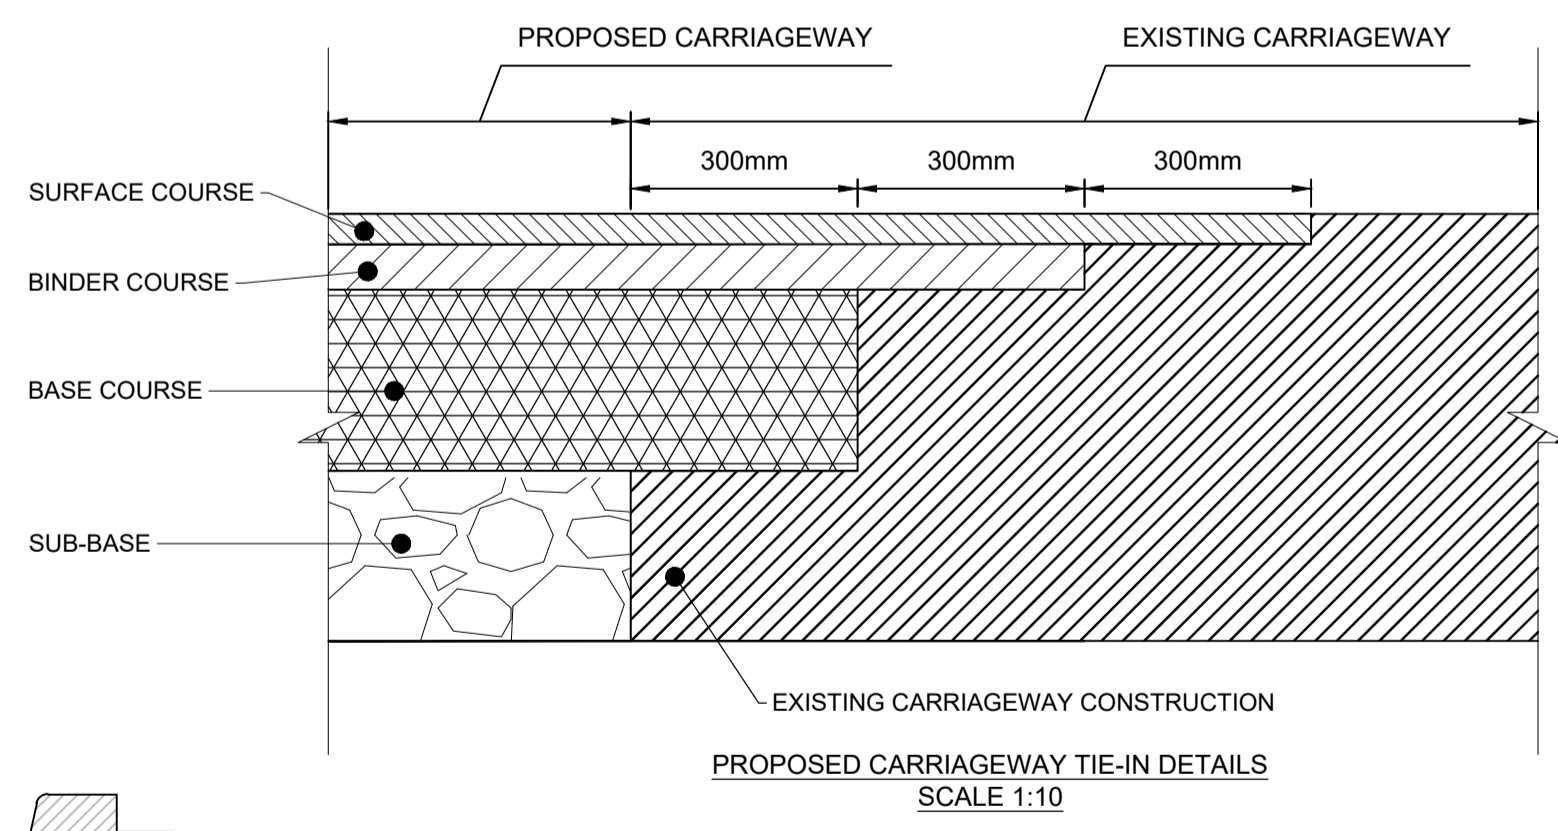 PROPOSED CARRIAGEWAY
EXISTING CARRIAGEWAY
300mm
300mm
300mm
SURFACE COURSE
BINDER COURSE
BASE COURSE
SUB-BASE
EXISTING CARRIAGEWAY CONSTRUCTION
PROPOSED CARRIAGEWAY TIE-IN DETAILS
SCALE 1:10